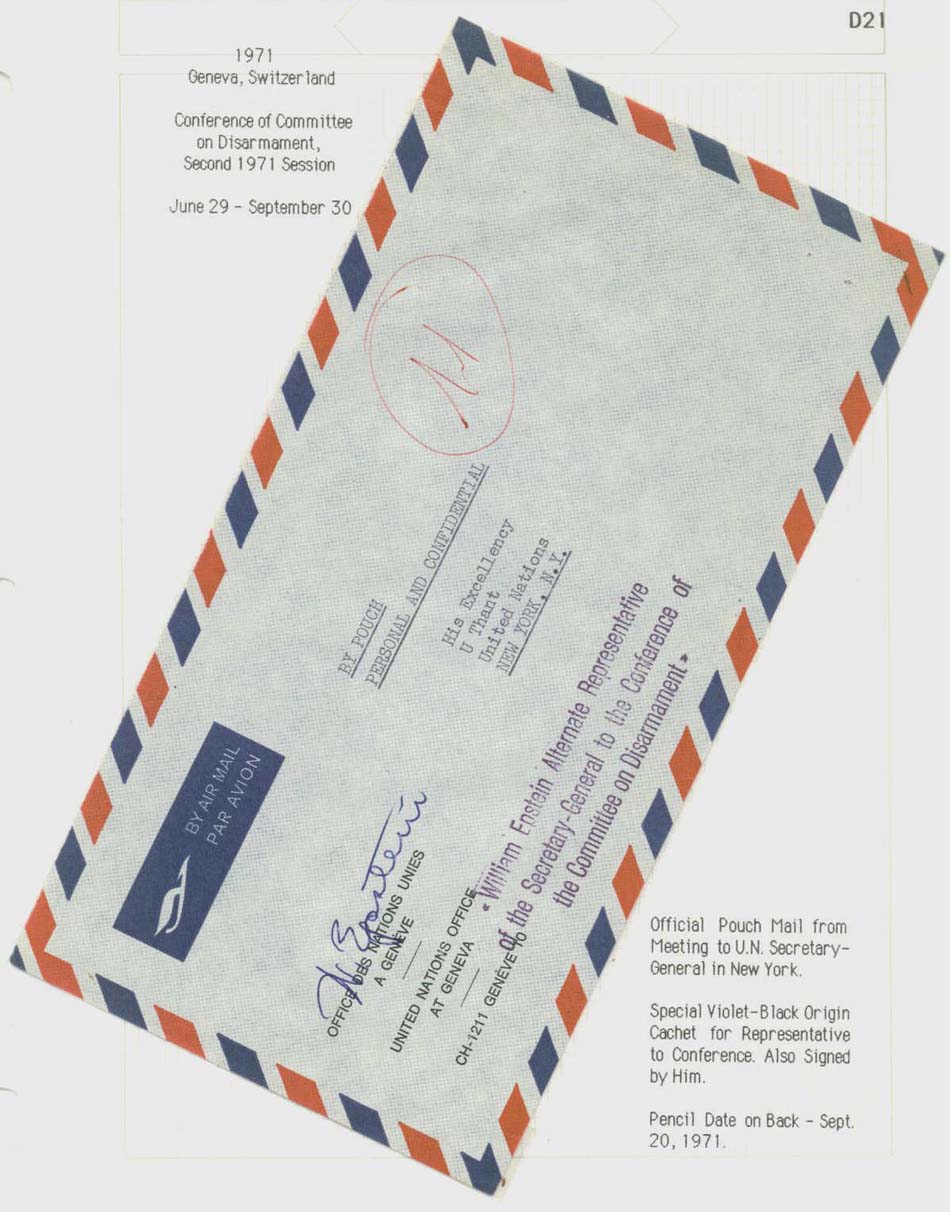 D21
1971
Geneva, Switzerland
Conference of Committee
on Disarmament,
Second 1971 Session
June 29 - September 30
11
BY POUCH
PERSONAL AND CONFIDENTIAL
His Excellency
U Thant
United Nations
NEW YORK. N.Y.
BY AIR MAIL
PAR AVION
W Epstein
OFFICE DES NATIONS UNIES
A GENÈVE
UNITED NATIONS OFFICE
AT GENEVA
CH-1211 GENÈVE 10
« William Epstein Alternate Representative
of the Secretary-General to the Conference of
the Committee on Disarmament »
Official Pouch Mail from
Meeting to U.N. Secretary-
General in New York.
Special Violet-Black Origin
Cachet for Representative
to Conference. Also Signed
by Him.
Pencil Date on Back - Sept.
20, 1971.